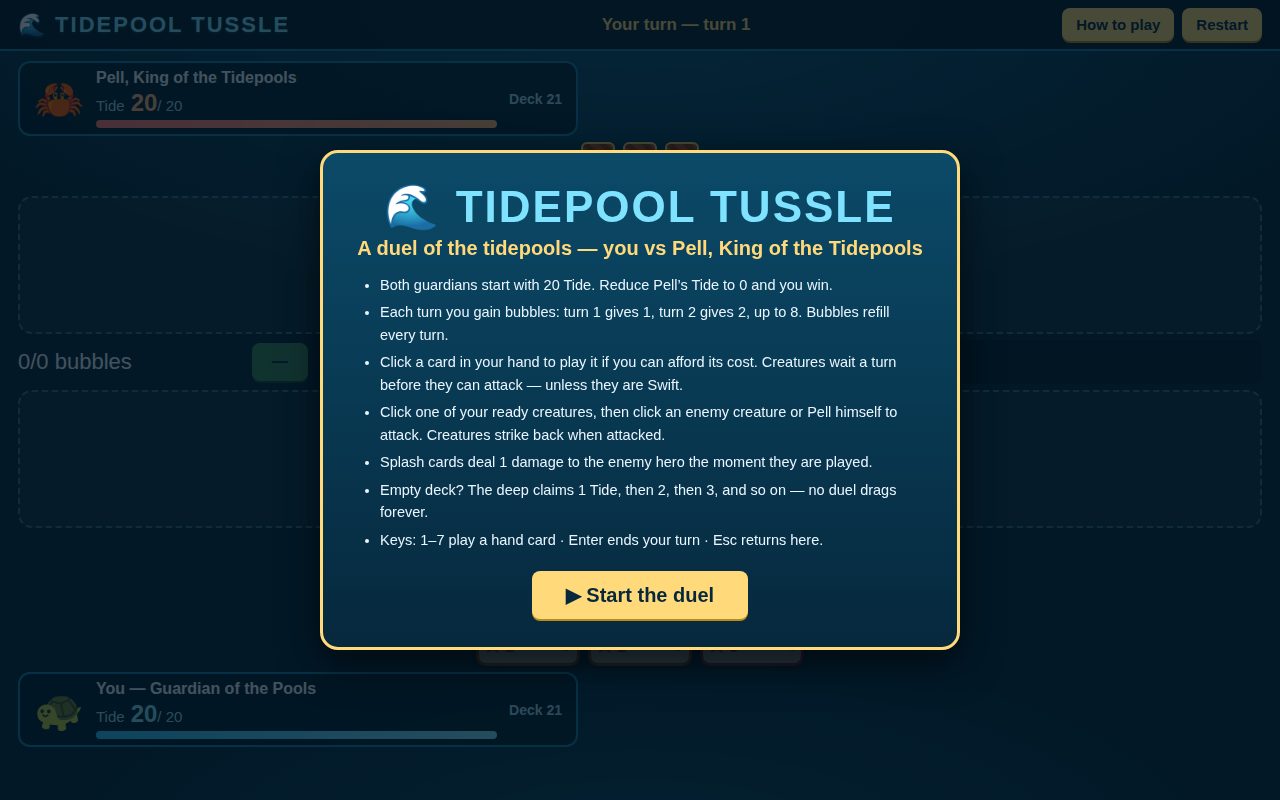 TIDEPOOL TUSSLE
Your turn — turn 1
How to play
Restart
Pell, King of the Tidepools
Tide 20/ 20
Deck 21
TIDEPOOL TUSSLE
A duel of the tidepools — you vs Pell, King of the Tidepools
• Both guardians start with 20 Tide. Reduce Pell’s Tide to 0 and you win.
• Each turn you gain bubbles: turn 1 gives 1, turn 2 gives 2, up to 8. Bubbles refill
every turn.
• Click a card in your hand to play it if you can afford its cost. Creatures wait a turn
before they can attack — unless they are Swift.
• Click one of your ready creatures, then click an enemy creature or Pell himself to
attack. Creatures strike back when attacked.
• Splash cards deal 1 damage to the enemy hero the moment they are played.
• Empty deck? The deep claims 1 Tide, then 2, then 3, and so on — no duel drags
forever.
• Keys: 1–7 play a hand card · Enter ends your turn · Esc returns here.
▶ Start the duel
0/0 bubbles
—
You — Guardian of the Pools
Tide 20/ 20
Deck 21